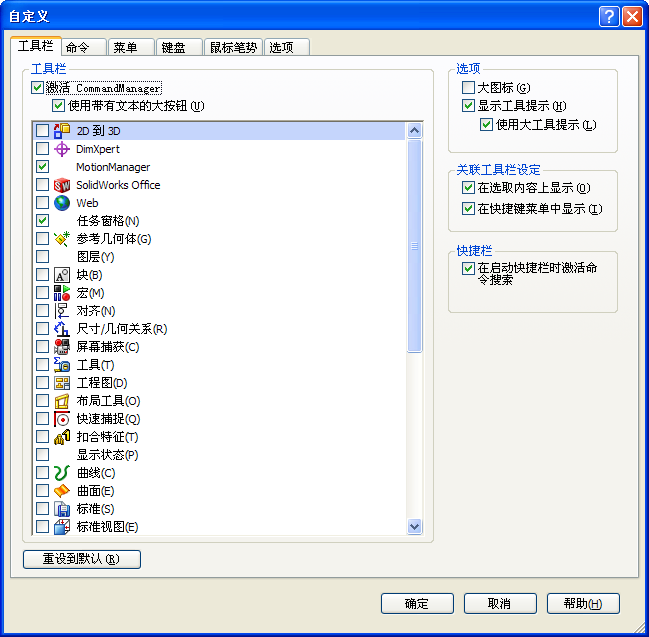 自定义
工具栏 命令 菜单 键盘 鼠标笔势 选项
工具栏
激活 CommandManager
使用带有文本的大按钮(U)
2D 到 3D
DimXpert
MotionManager
SolidWorks Office
Web
任务窗格(N)
参考几何体(G)
图层(Y)
块(B)
宏(M)
对齐(N)
尺寸/几何关系(R)
屏幕捕获(C)
工具(T)
工程图(D)
布局工具(O)
快速捕捉(Q)
扣合特征(T)
显示状态(P)
曲线(C)
曲面(E)
标准(S)
标准视图(E)
重设到默认(R)
选项
大图标(G)
显示工具提示(H)
使用大工具提示(L)
关联工具栏设定
在选取内容上显示(O)
在快捷键菜单中显示(I)
快捷栏
在启动快捷栏时激活命
令搜索
确定 取消 帮助(H)